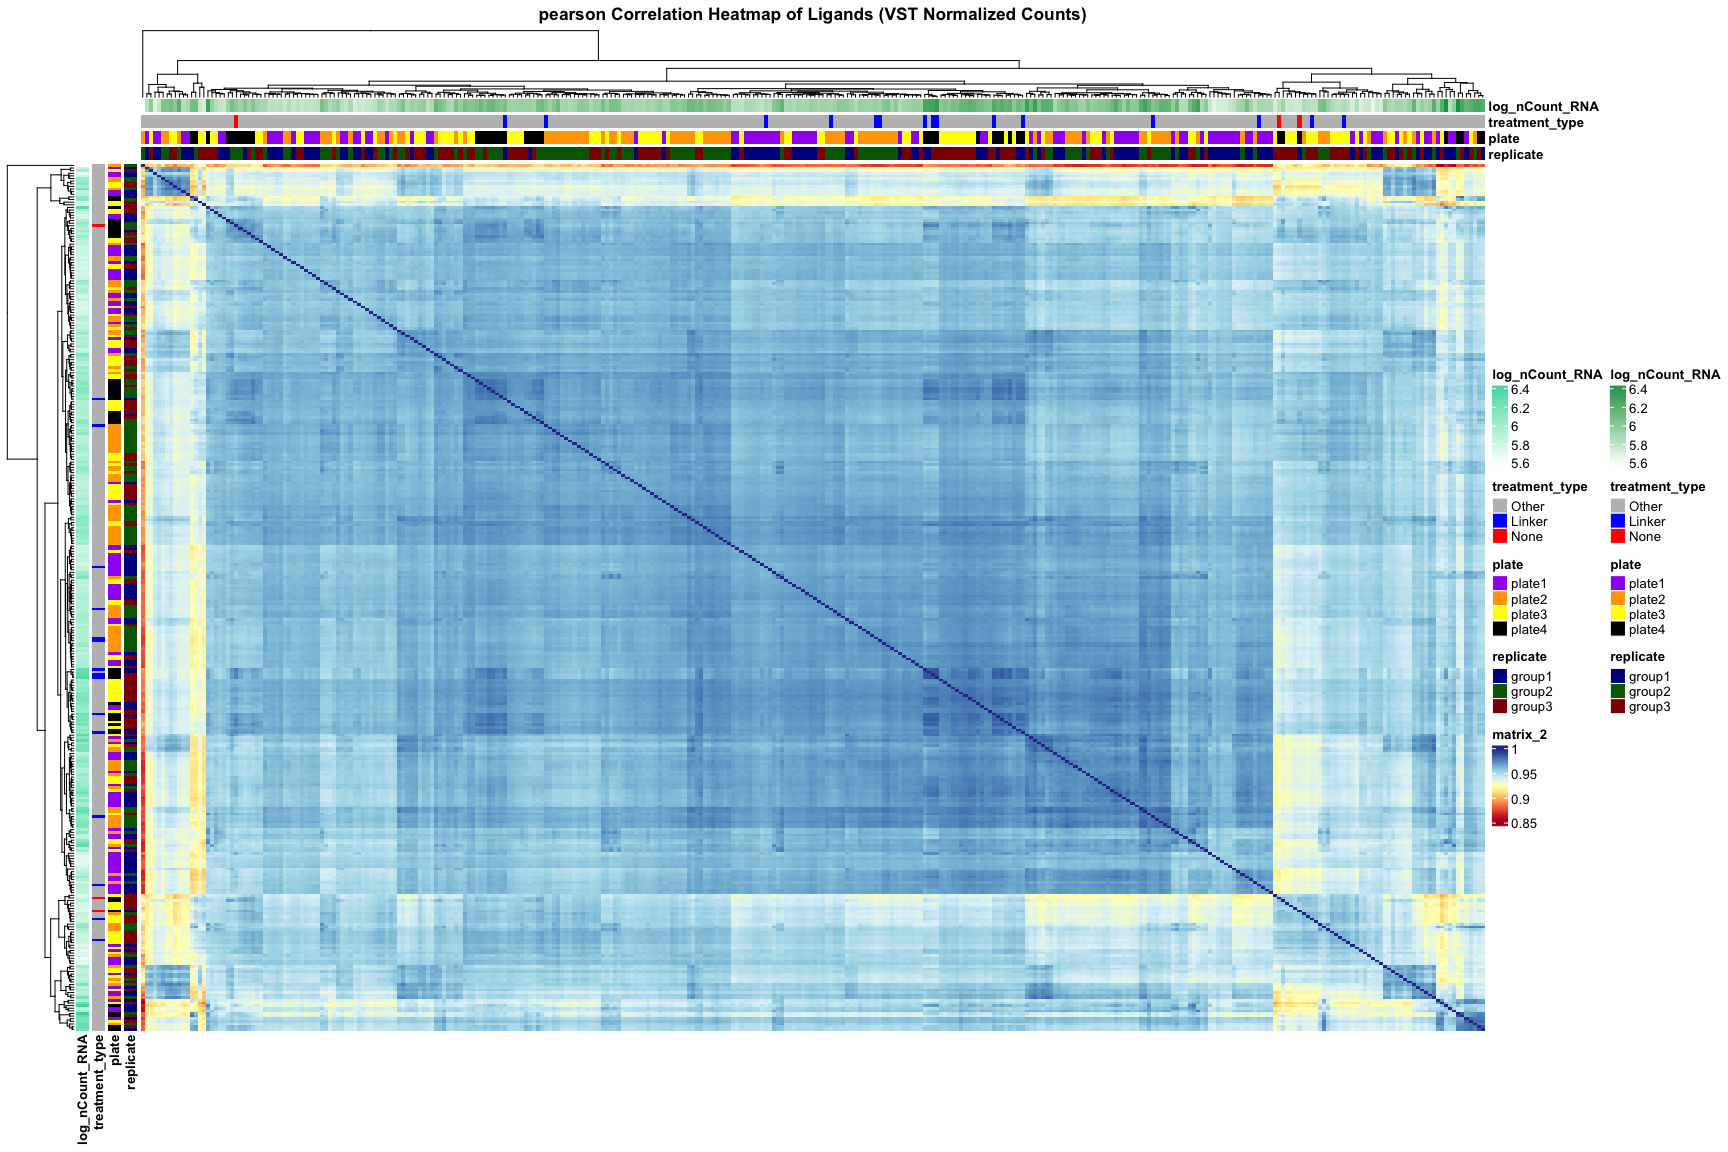 pearson Correlation Heatmap of Ligands (VST Normalized Counts)
log_nCount_RNA
treatment_type
plate
replicate
log_nCount_RNA log_nCount_RNA
6.4 6.4
6.2 6.2
6 6
5.8 5.8
5.6 5.6
treatment_type treatment_type
Other Other
Linker Linker
None None
plate plate
plate1 plate1
plate2 plate2
plate3 plate3
plate4 plate4
replicate replicate
group1 group1
group2 group2
group3 group3
matrix_2
1
0.95
0.9
0.85
log_nCount_RNA
treatment_type
plate
replicate